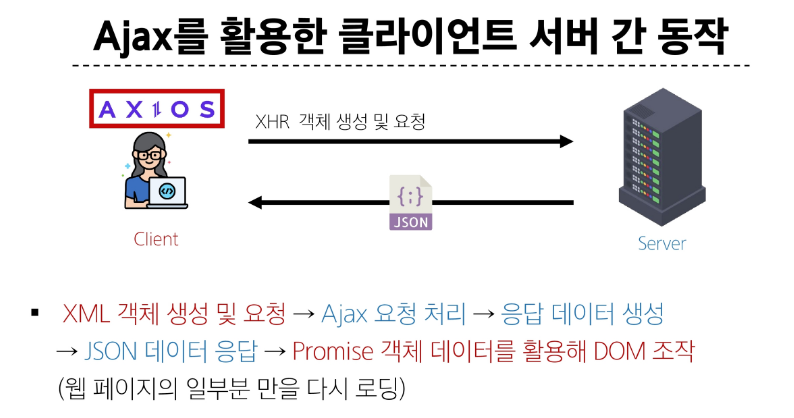 Ajax를 활용한 클라이언트 서버 간 동작
AXIOS
XHR 객체 생성 및 요청
{;}
JSON
</>
Client
Server
▪ XML 객체 생성 및 요청 → Ajax 요청 처리 → 응답 데이터 생성
→ JSON 데이터 응답 → Promise 객체 데이터를 활용해 DOM 조작
(웹 페이지의 일부분 만을 다시 로딩)